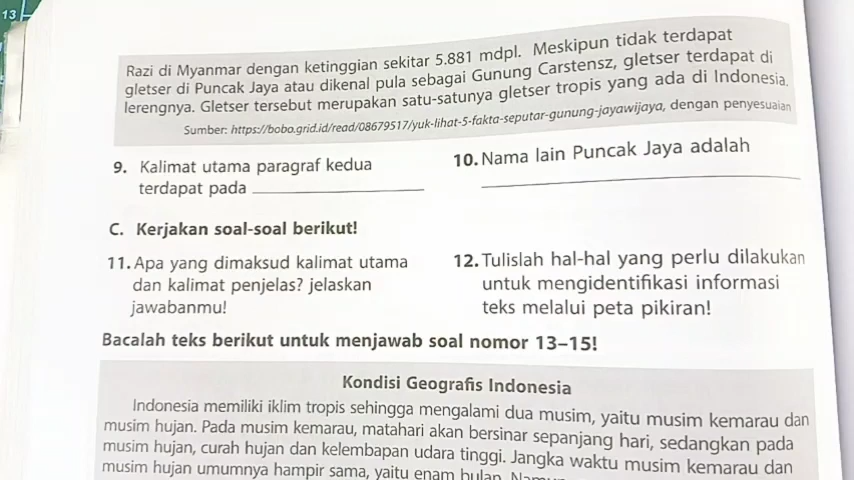 13
Razi di Myanmar dengan ketinggian sekitar 5.881 mdpl. Meskipun tidak terdapat
gletser di Puncak Jaya atau dikenal pula sebagai Gunung Carstensz, gletser terdapat di
lerengnya. Gletser tersebut merupakan satu-satunya gletser tropis yang ada di Indonesia.
Sumber: https://bobo.grid.id/read/08679517/yuk-lihat-5-fakta-seputar-gunung-jayawijaya, dengan penyesuaian
9. Kalimat utama paragraf kedua
terdapat pada
10. Nama lain Puncak Jaya adalah
C. Kerjakan soal-soal berikut!
11. Apa yang dimaksud kalimat utama
dan kalimat penjelas? jelaskan
jawabanmu!
12. Tulislah hal-hal yang perlu dilakukan
untuk mengidentifikasi informasi
teks melalui peta pikiran!
Bacalah teks berikut untuk menjawab soal nomor 13–15!
Kondisi Geografis Indonesia
Indonesia memiliki iklim tropis sehingga mengalami dua musim, yaitu musim kemarau dan
musim hujan. Pada musim kemarau, matahari akan bersinar sepanjang hari, sedangkan pada
musim hujan, curah hujan dan kelembapan udara tinggi. Jangka waktu musim kemarau dan
musim hujan umumnya hampir sama, yaitu enam bulan.